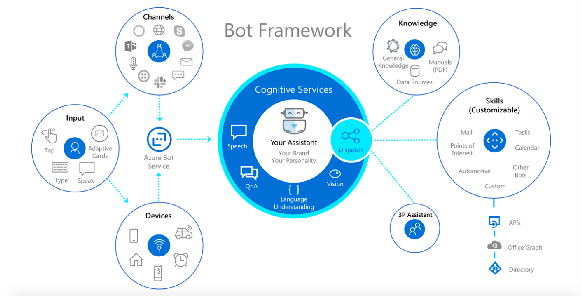 Bot Framework
Channels
Knowledge
General
Knowledge
Manuals
(PDF)
Data Sources
Cognitive Services
Input
Tap
Adaptive
Cards
Type
Speak
Azure Bot
Service
Speech
Your Assistant
Your Brand
Your Personality
Dispatch
QnA
Vision
{ }
Language
Understanding
Skills
(Customizable)
Mail
Tasks
Points of
Interest
Calendar
Automotive
Other
Bots
Custom
Devices
3P Assistant
APIs
Office Graph
Directory